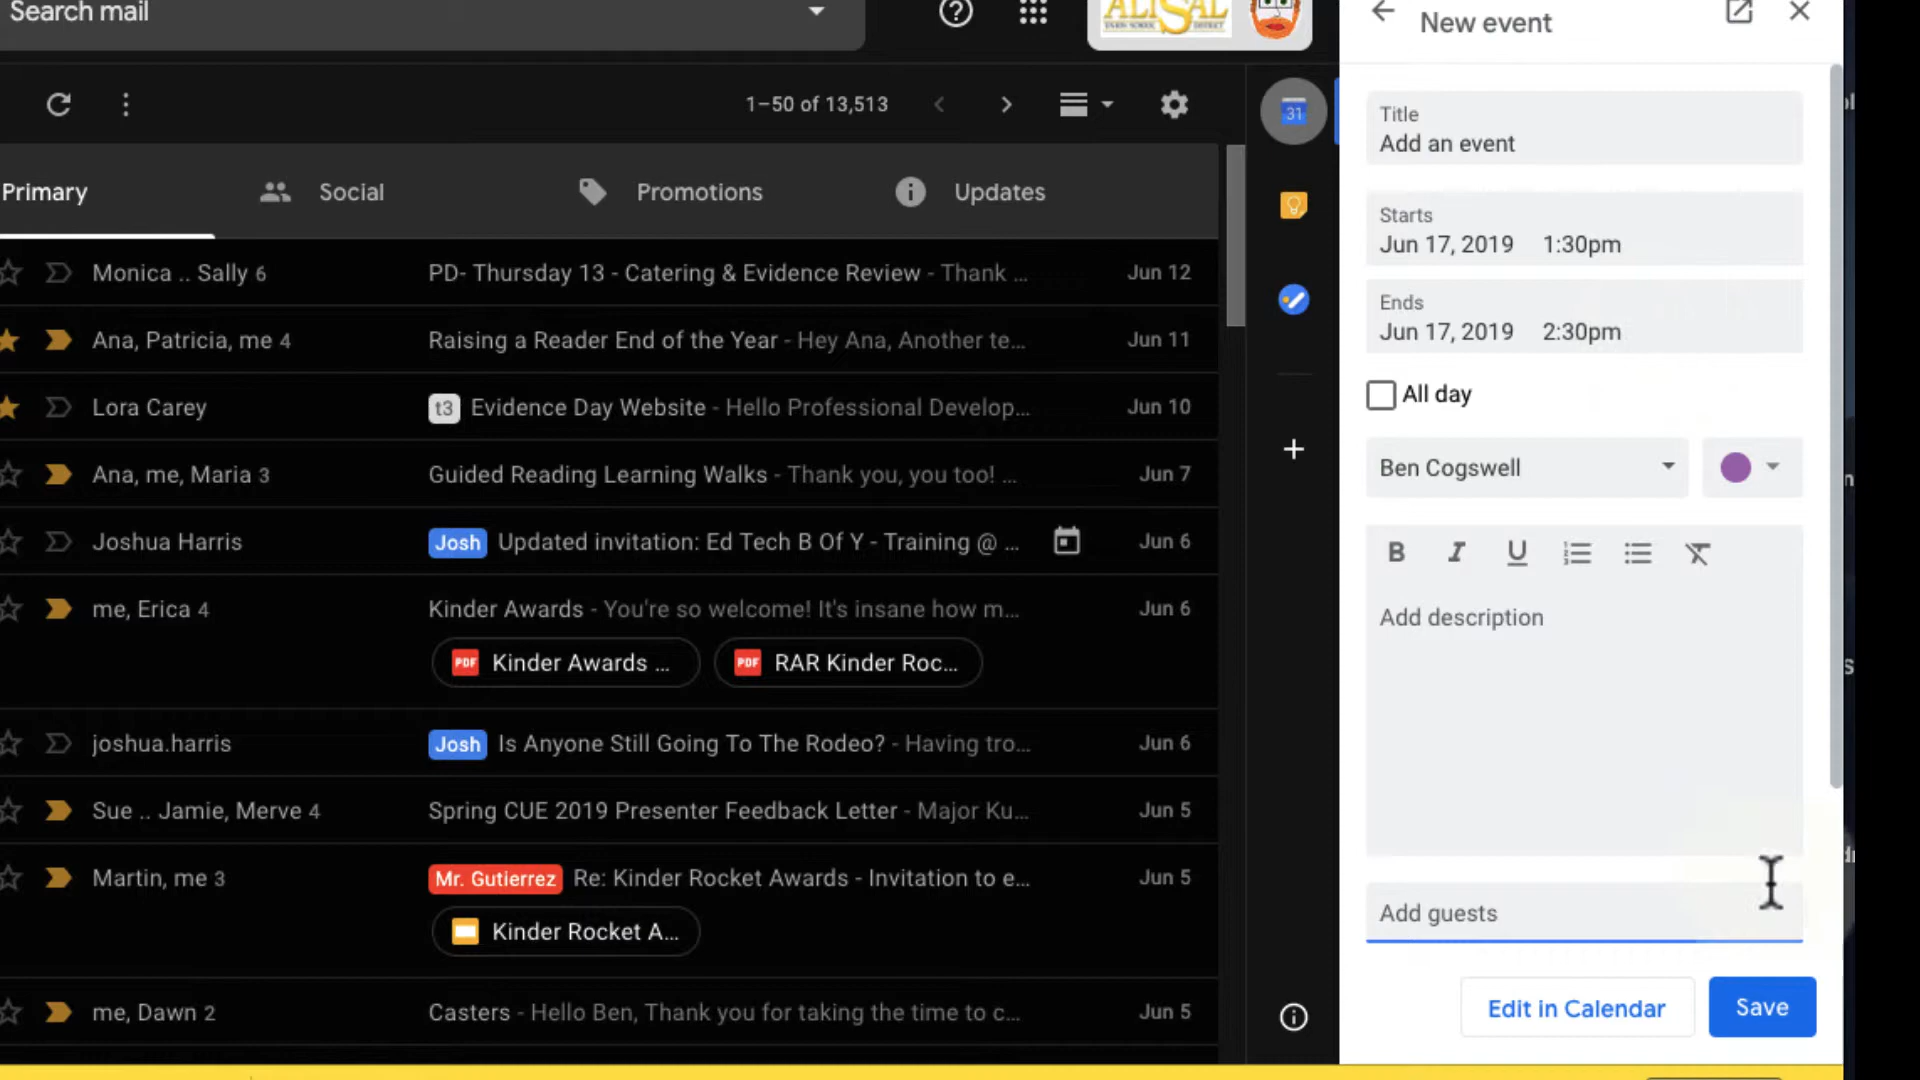 Search mail
ALISAL
New event
1–50 of 13,513
31
Title
Add an event
Primary
Social
Promotions
Updates
Starts
Jun 17, 2019 1:30pm
Monica .. Sally 6 PD- Thursday 13 - Catering & Evidence Review - Thank ... Jun 12
Ends
Jun 17, 2019 2:30pm
Ana, Patricia, me 4 Raising a Reader End of the Year - Hey Ana, Another te... Jun 11
All day
Lora Carey t3 Evidence Day Website - Hello Professional Develop... Jun 10
Ben Cogswell
Ana, me, Maria 3 Guided Reading Learning Walks - Thank you, you too! ... Jun 7
Joshua Harris Josh Updated invitation: Ed Tech B Of Y - Training @ ... Jun 6
B I U
me, Erica 4 Kinder Awards - You're so welcome! It's insane how m... Jun 6
Add description
PDF Kinder Awards ... PDF RAR Kinder Roc...
joshua.harris Josh Is Anyone Still Going To The Rodeo? - Having tro... Jun 6
Sue .. Jamie, Merve 4 Spring CUE 2019 Presenter Feedback Letter - Major Ku... Jun 5
Martin, me 3 Mr. Gutierrez Re: Kinder Rocket Awards - Invitation to e... Jun 5
Add guests
Kinder Rocket A...
me, Dawn 2 Casters - Hello Ben, Thank you for taking the time to c... Jun 5
Edit in Calendar
Save